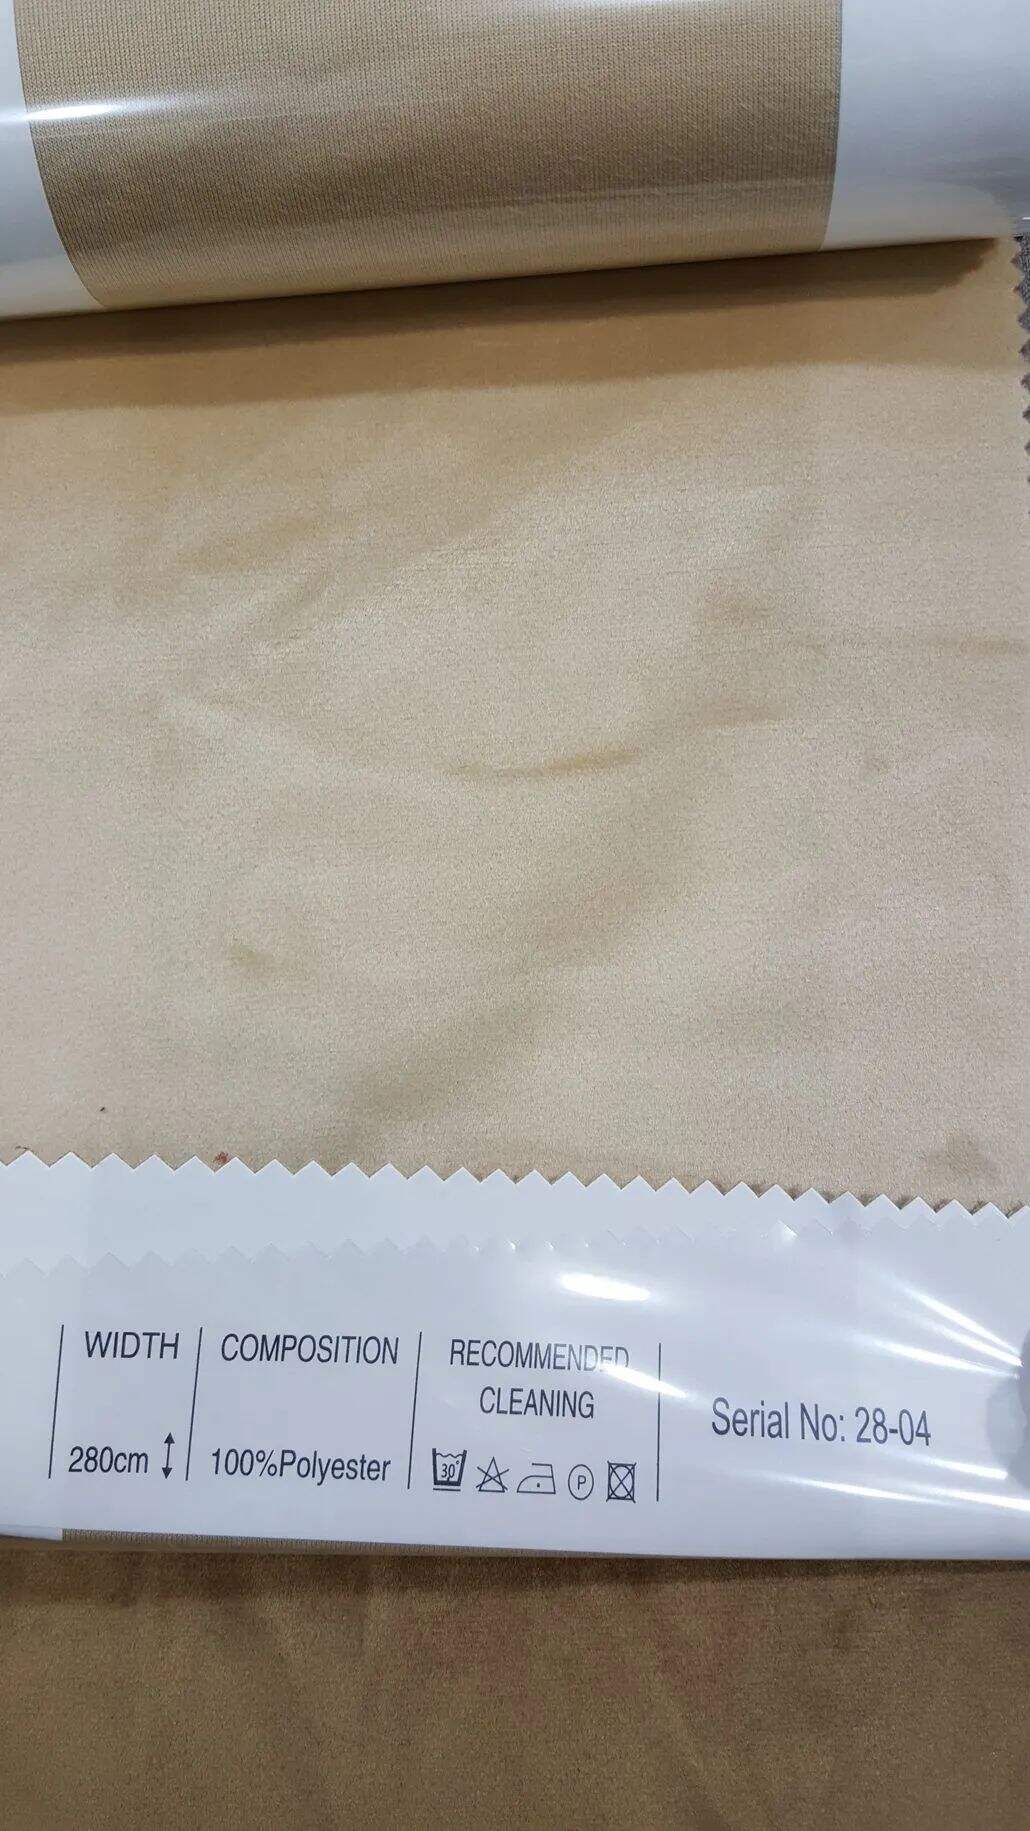 WIDTH
280cm
COMPOSITION
100%Polyester
RECOMMENDED
CLEANING
30°
P
Serial No: 28-04